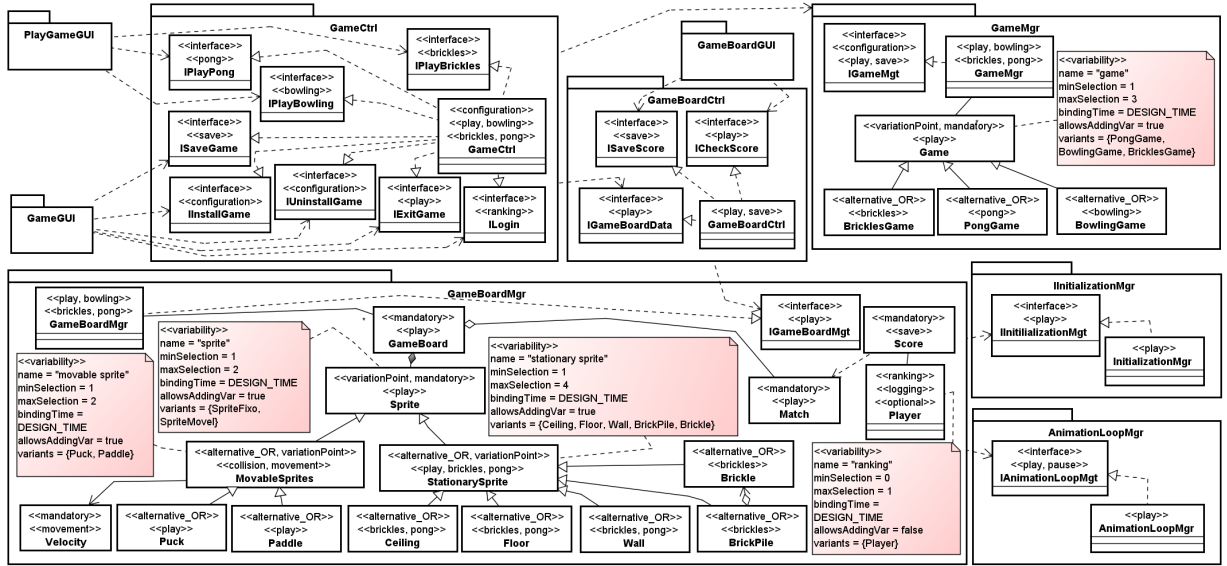 PlayGameGUI
GameGUI
GameCtrl
<<interface>>
<<pong>>
IPlayPong
<<interface>>
<<bowling>>
IPlayBowling
<<interface>>
<<brickles>>
IPlayBrickles
<<interface>>
<<save>>
ISaveGame
<<configuration>>
<<play, bowling>>
<<brickles, pong>>
GameCtrl
<<interface>>
<<configuration>>
IInstallGame
<<interface>>
<<configuration>>
IUninstallGame
<<interface>>
<<play>>
IExitGame
<<interface>>
<<ranking>>
ILogin
GameBoardGUI
GameBoardCtrl
<<interface>>
<<save>>
ISaveScore
<<interface>>
<<play>>
ICheckScore
<<interface>>
<<play>>
IGameBoardData
<<play, save>>
GameBoardCtrl
GameMgr
<<interface>>
<<configuration>>
<<play, save>>
IGameMgt
<<play, bowling>>
<<brickles, pong>>
GameMgr
<<variability>>
name = "game"
minSelection = 1
maxSelection = 3
bindingTime = DESIGN_TIME
allowsAddingVar = true
variants = {PongGame,
BowlingGame, BricklesGame}
<<variationPoint, mandatory>>
<<play>>
Game
<<alternative_OR>>
<<brickles>>
BricklesGame
<<alternative_OR>>
<<pong>>
PongGame
<<alternative_OR>>
<<bowling>>
BowlingGame
GameBoardMgr
<<play, bowling>>
<<brickles, pong>>
GameBoardMgr
<<variability>>
name = "sprite"
minSelection = 1
maxSelection = 2
bindingTime = DESIGN_TIME
allowsAddingVar = true
variants = {SpriteFixo,
SpriteMovel}
<<mandatory>>
<<play>>
GameBoard
<<interface>>
<<play>>
IGameBoardMgt
<<mandatory>>
<<save>>
Score
<<variability>>
name = "movable sprite"
minSelection = 1
maxSelection = 2
bindingTime =
DESIGN_TIME
allowsAddingVar = true
variants = {Puck, Paddle}
<<variationPoint, mandatory>>
<<play>>
Sprite
<<variability>>
name = "stationary sprite"
minSelection = 1
maxSelection = 4
bindingTime = DESIGN_TIME
allowsAddingVar = true
variants = {Ceiling, Floor, Wall, BrickPile, Brickle}
<<mandatory>>
<<play>>
Match
<<ranking>>
<<logging>>
<<optional>>
Player
<<alternative_OR, variationPoint>>
<<collision, movement>>
MovableSprites
<<alternative_OR, variationPoint>>
<<play, brickles, pong>>
StationarySprite
<<alternative_OR>>
<<brickles>>
Brickle
<<variability>>
name = "ranking"
minSelection = 0
maxSelection = 1
bindingTime =
DESIGN_TIME
allowsAddingVar = false
variants = {Player}
<<mandatory>>
<<movement>>
Velocity
<<alternative_OR>>
<<play>>
Puck
<<alternative_OR>>
<<play>>
Paddle
<<alternative_OR>>
<<brickles, pong>>
Ceiling
<<alternative_OR>>
<<brickles, pong>>
Floor
<<alternative_OR>>
<<brickles, pong>>
Wall
<<alternative_OR>>
<<brickles>>
BrickPile
IInitializationMgr
<<interface>>
<<play>>
IInitilializationMgt
<<play>>
InitializationMgr
AnimationLoopMgr
<<interface>>
<<play, pause>>
IAnimationLoopMgt
<<play>>
AnimationLoopMgr